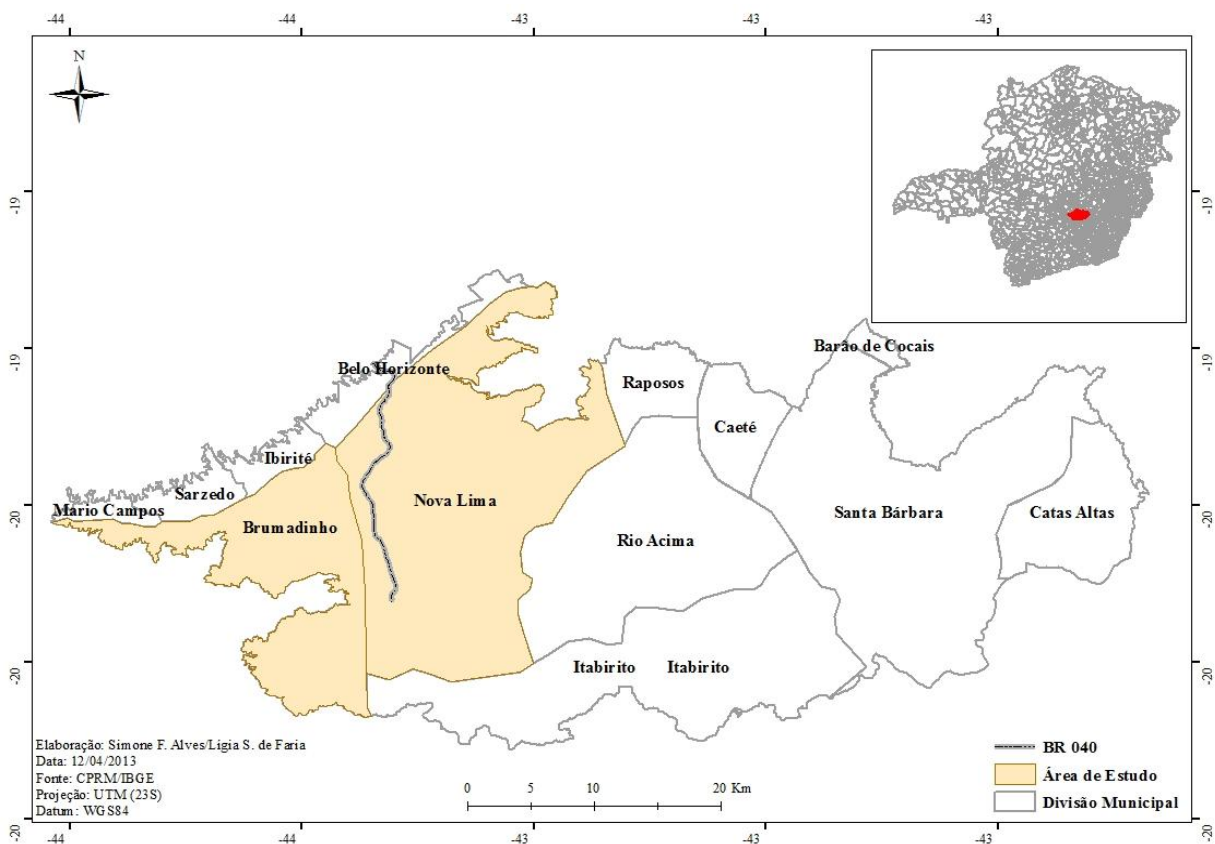 -44
-44
-43
-43
-43
N
-19
-19
-19
-19
Barão de Cocais
Belo Horizonte
Raposos
Caeté
Ibirité
Sarzedo
Nova Lima
Mário Campos
Santa Bárbara
Catas Altas
-20
-20
Brumadinho
Rio Acima
Itabirito
Itabirito
-20
-20
Elaboração: Simone F. Alves/Ligia S. de Faria
Data: 12/04/2013
Fonte: CPRM/IBGE
Projeção: UTM (23S)
Datum: WGS84
0 5 10 20 Km
BR 040
Área de Estudo
Divisão Municipal
-20
-20
-44
-44
-43
-43
-43